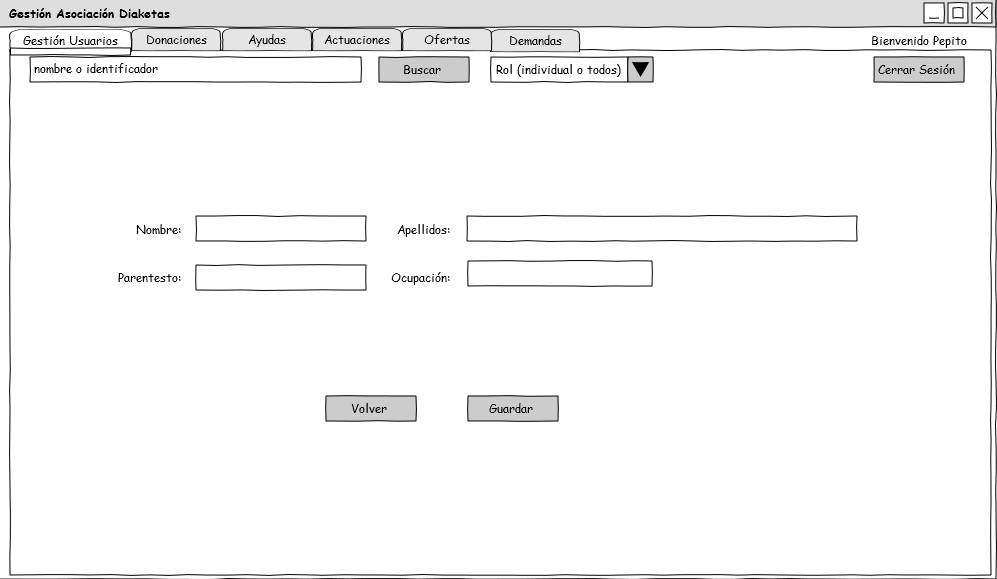 Gestión Asociación Diaketas
Gestión Usuarios Donaciones Ayudas Actuaciones Ofertas Demandas Bienvenido Pepito
nombre o identificador Buscar Rol (individual o todos) Cerrar Sesión
Nombre: Apellidos:
Parentesto: Ocupación:
Volver Guardar